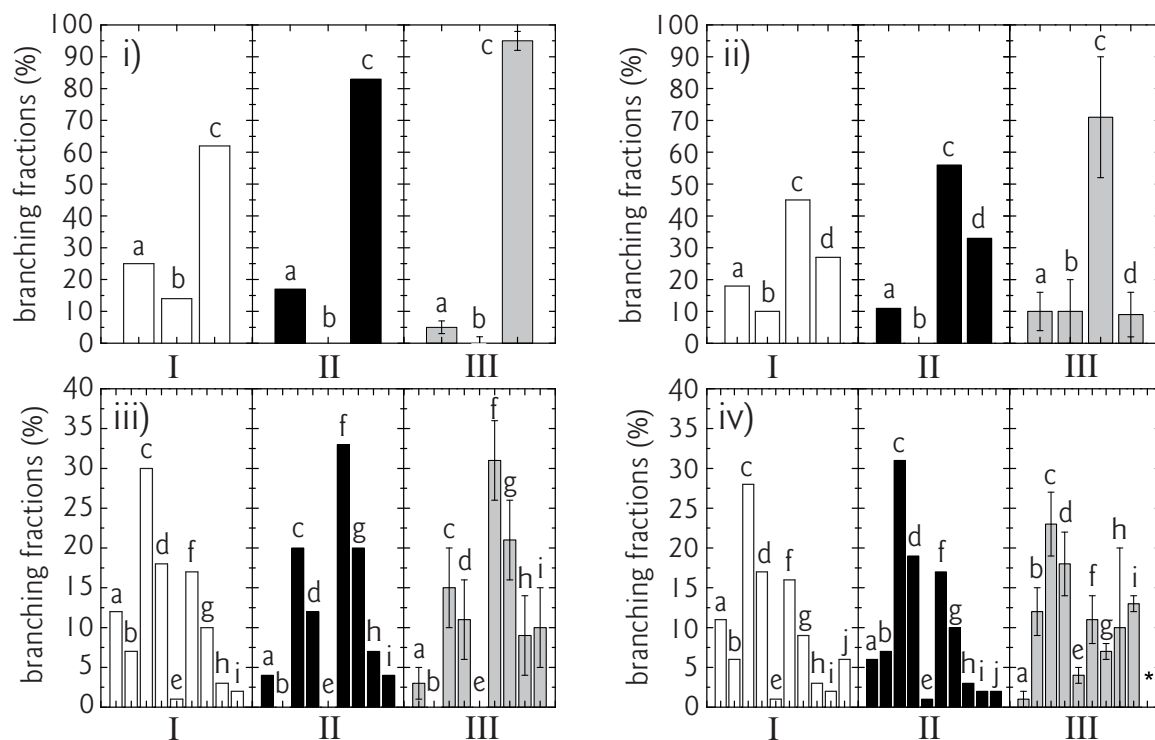 branching fractions (%)
100
90
80
70
60
50
40
30
20
10
0
i)
a b c
a b c
a b c
I II III
branching fractions (%)
100
90
80
70
60
50
40
30
20
10
0
ii)
a b c d
a b c d
a b c d
I II III
branching fractions (%)
40
35
30
25
20
15
10
5
0
iii)
a b c d e f g h i
a b c d e f g h i
a b c d e f g h i
I II III
branching fractions (%)
40
35
30
25
20
15
10
5
0
iv)
a b c d e f g h i j
a b c d e f g h i j
a b c d e f g h i *
I II III